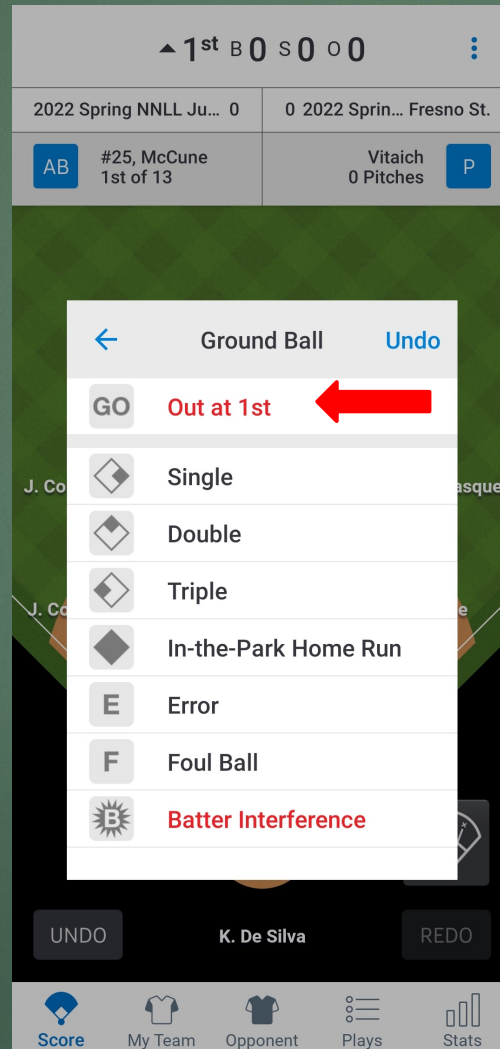 1st B 0 S 0 O 0
2022 Spring NNLL Ju... 0
0 2022 Sprin... Fresno St.
AB
#25, McCune
1st of 13
Vitaich
0 Pitches
P
Ground Ball
Undo
GO Out at 1st
Single
J. Co
asque
Double
Triple
J. Co
e
In-the-Park Home Run
E Error
F Foul Ball
B Batter Interference
UNDO
K. De Silva
REDO
Score
My Team
Opponent
Plays
Stats